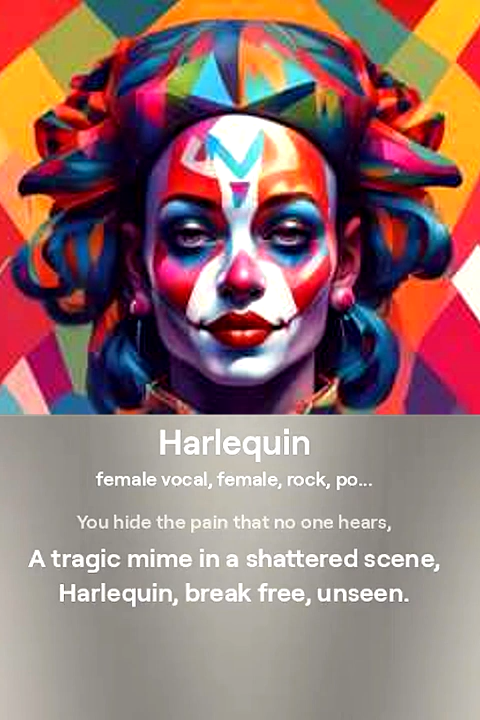 Harlequin
female vocal, female, rock, po...
You hide the pain that no one hears,
A tragic mime in a shattered scene,
Harlequin, break free, unseen.